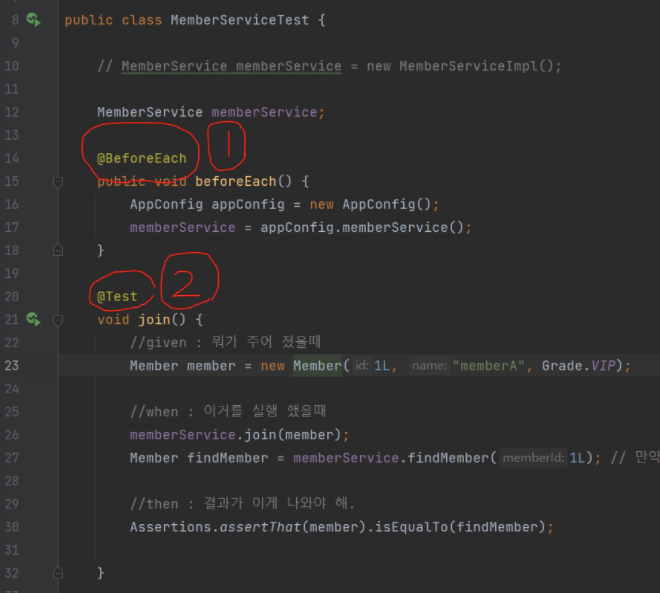 8 public class MemberServiceTest {
9
10 // MemberService memberService = new MemberServiceImpl();
11
12 MemberService memberService;
13
14 @BeforeEach 1
15 public void beforeEach() {
16 AppConfig appConfig = new AppConfig();
17 memberService = appConfig.memberService();
18 }
19
20 @Test 2
21 void join() {
22 //given : 뭐가 주어 졌을때
23 Member member = new Member( id: 1L, name: "memberA", Grade.VIP);
24
25 //when : 이거를 실행 했을때
26 memberService.join(member);
27 Member findMember = memberService.findMember( memberId: 1L); // 만약
28
29 //then : 결과가 이게 나와야 해.
30 Assertions.assertThat(member).isEqualTo(findMember);
31
32 }